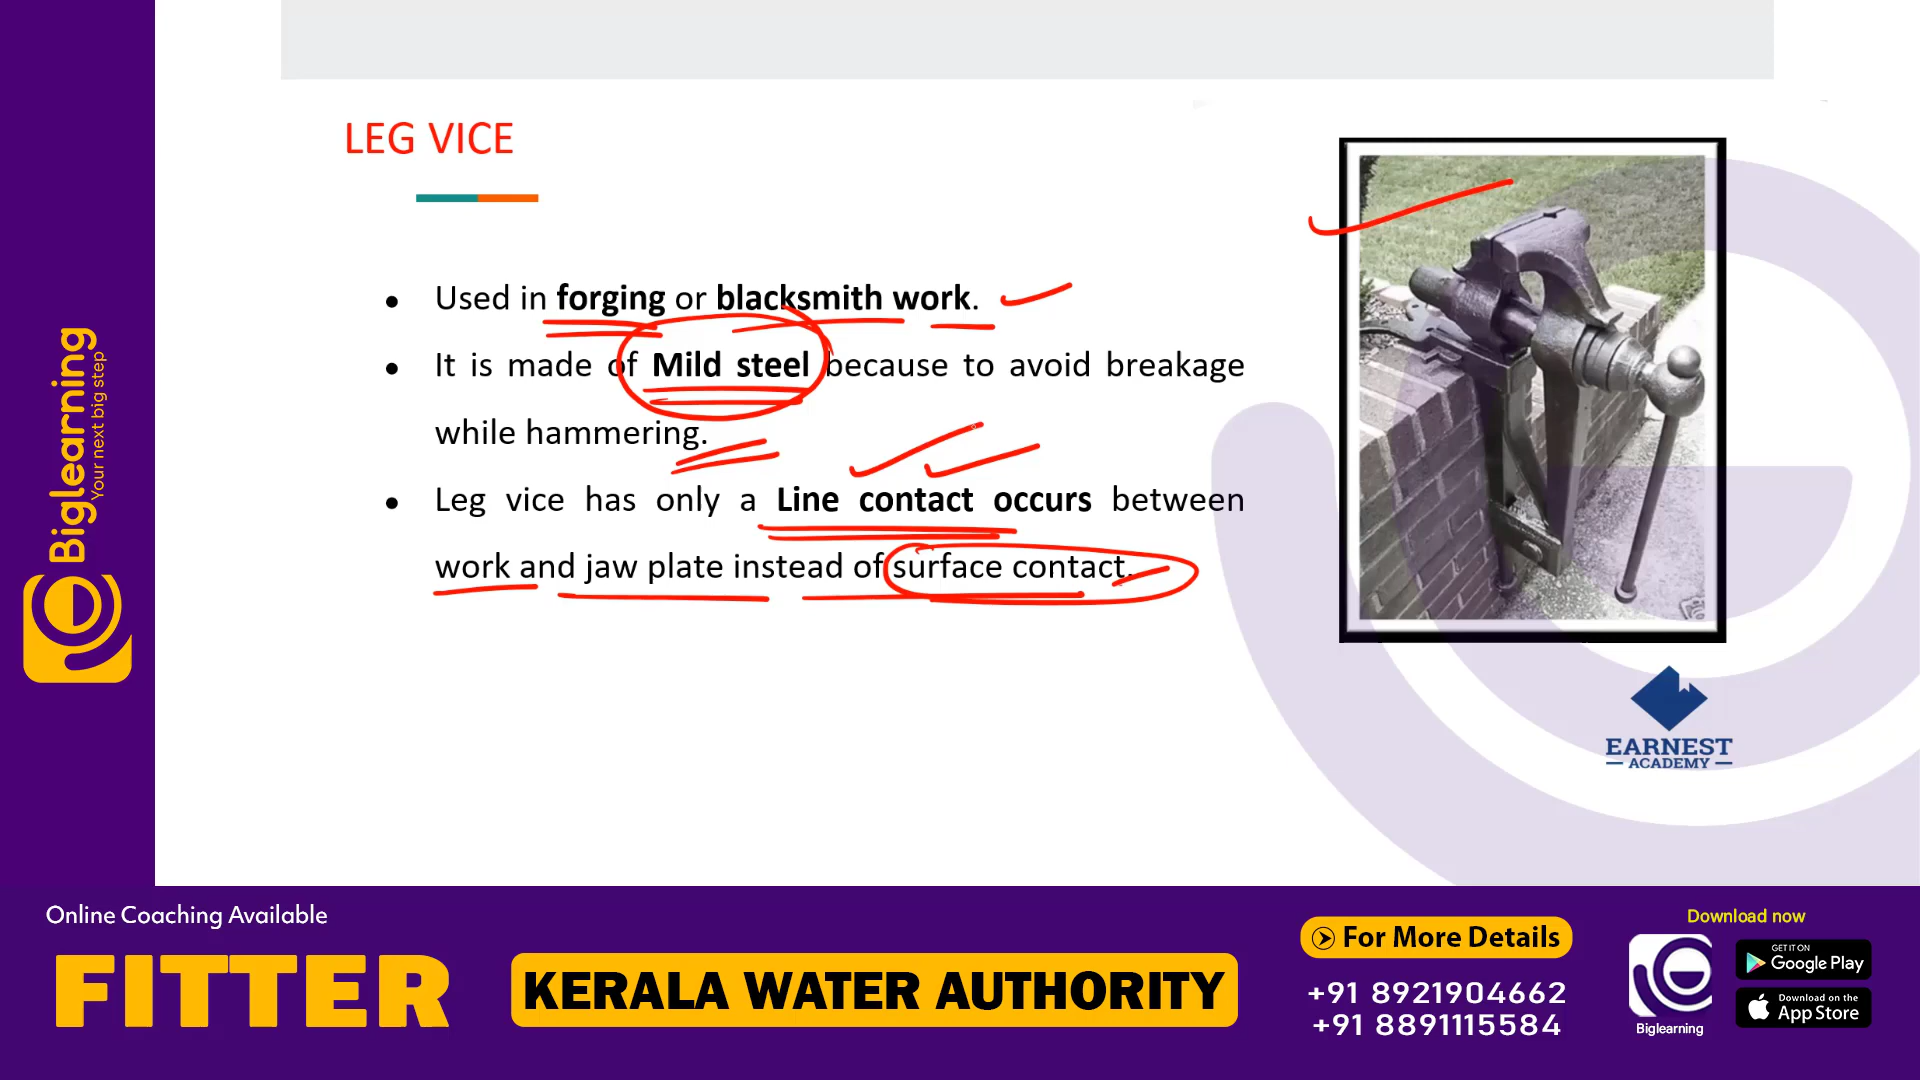 LEG VICE
● Used in forging or blacksmith work.
● It is made of Mild steel because to avoid breakage
while hammering.
● Leg vice has only a Line contact occurs between
work and jaw plate instead of surface contact.
EARNEST
ACADEMY
Biglearning
Your next big step
Online Coaching Available
FITTER
KERALA WATER AUTHORITY
For More Details
+91 8921904662
+91 8891115584
Download now
Biglearning
GET IT ON
Google Play
Download on the
App Store